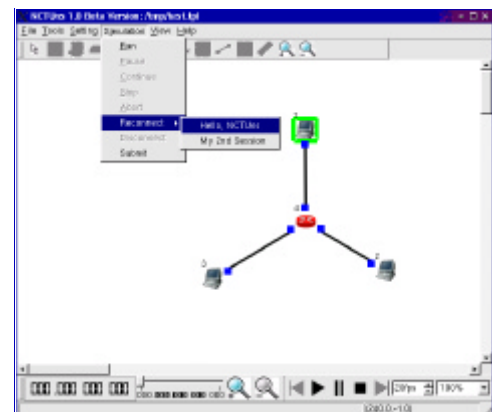 NCTUns 1.0 Beta Version: /tmp/test.tpl
File Tools Setting Simulation View Help
Run
Pause
Continue
Stop
Abort
Reconnect
Hello, NCTUns
My 2nd Session
Disconnect
Submit
100%